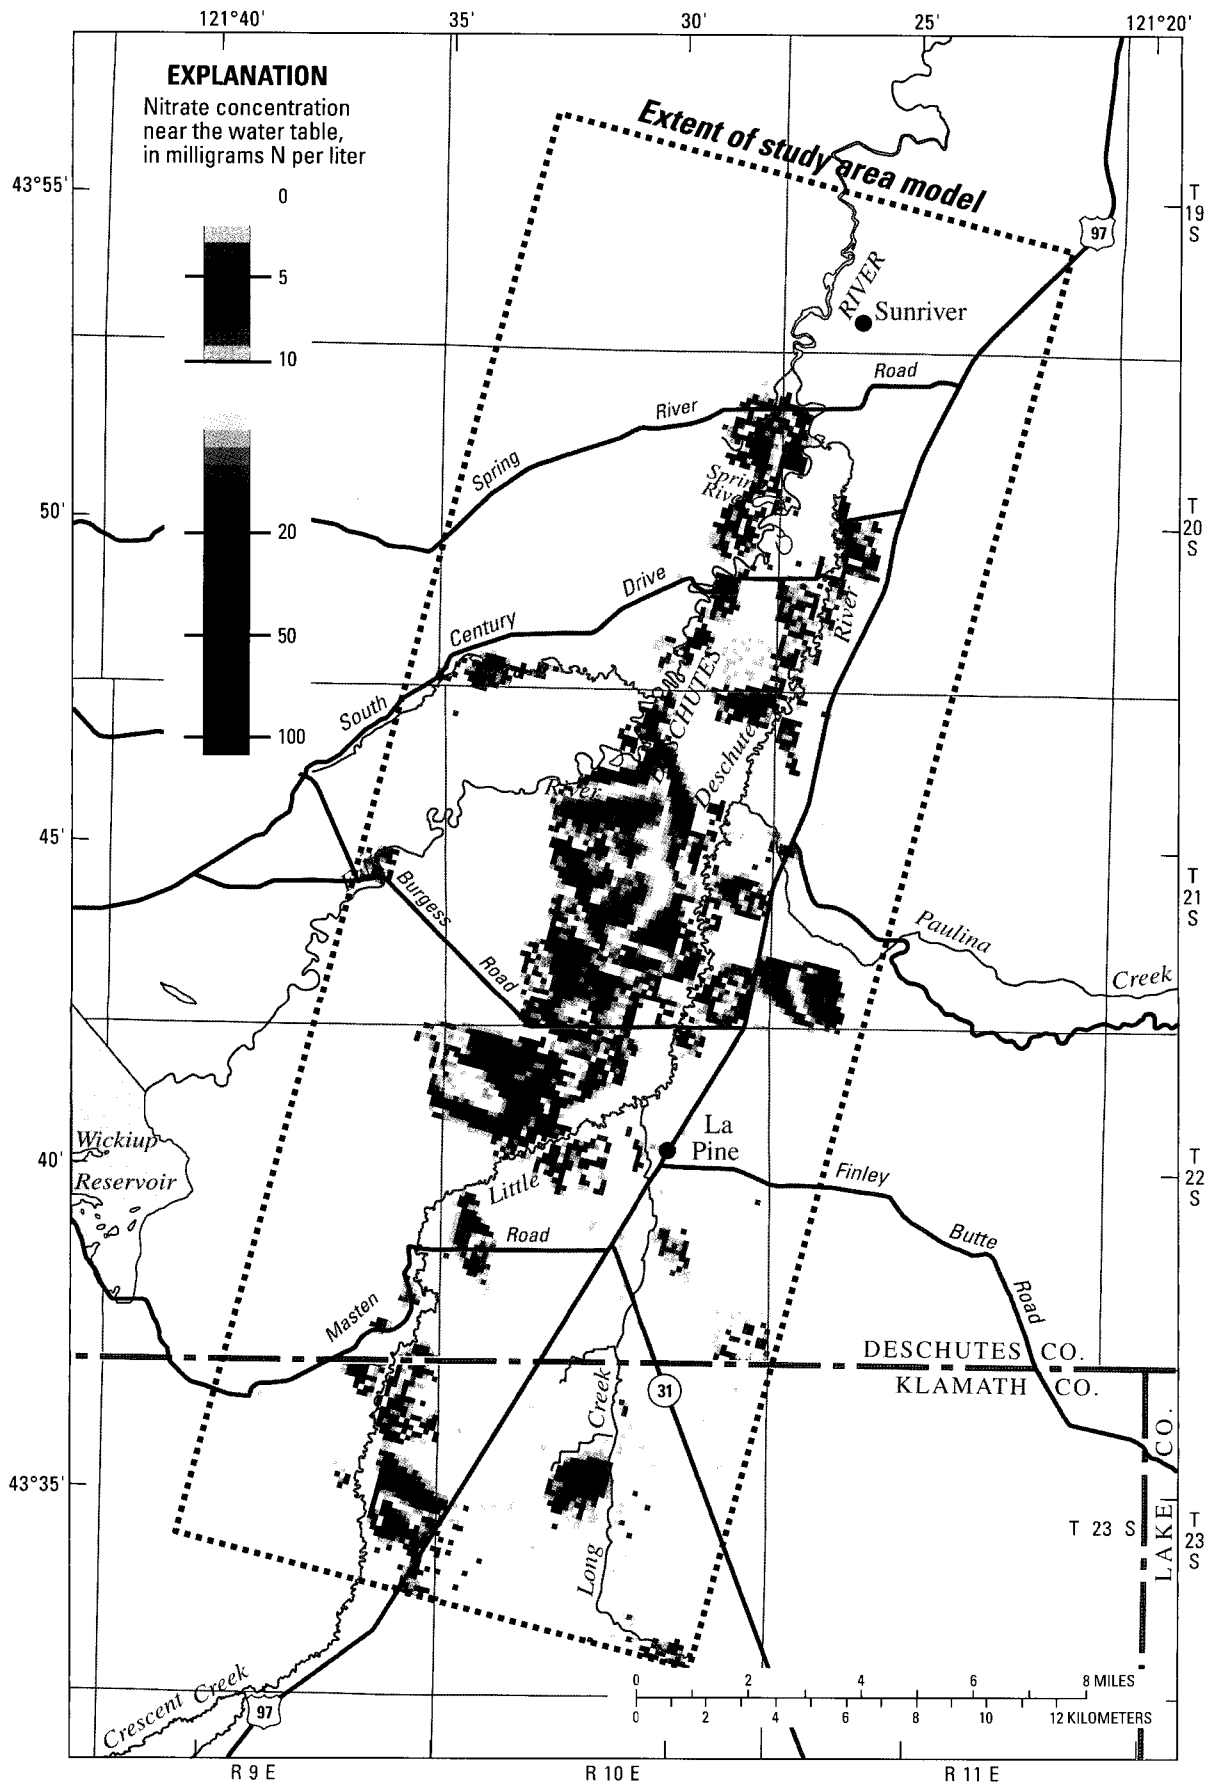 121°40' 35' 30' 25' 121°20'
EXPLANATION
Nitrate concentration
near the water table,
in milligrams N per liter
0
5
10
20
50
100
Extent of study area model
43°55'
50'
45'
40'
43°35'
T
19
S
T
20
S
T
21
S
T
22
S
T
23
S
97
RIVER
Sunriver
Spring River Road
Spring
River
South Century Drive
River
DESCHUTES
Deschutes
River
Burgess Road
Paulina Creek
Wickiup
Reservoir
La
Pine
Little
Finley Butte Road
Masten Road
DESCHUTES CO.
KLAMATH CO.
LAKE CO.
31
Long Creek
T 23 S
Crescent Creek
97
0 2 4 6 8 MILES
0 2 4 6 8 10 12 KILOMETERS
R 9 E R 10 E R 11 E